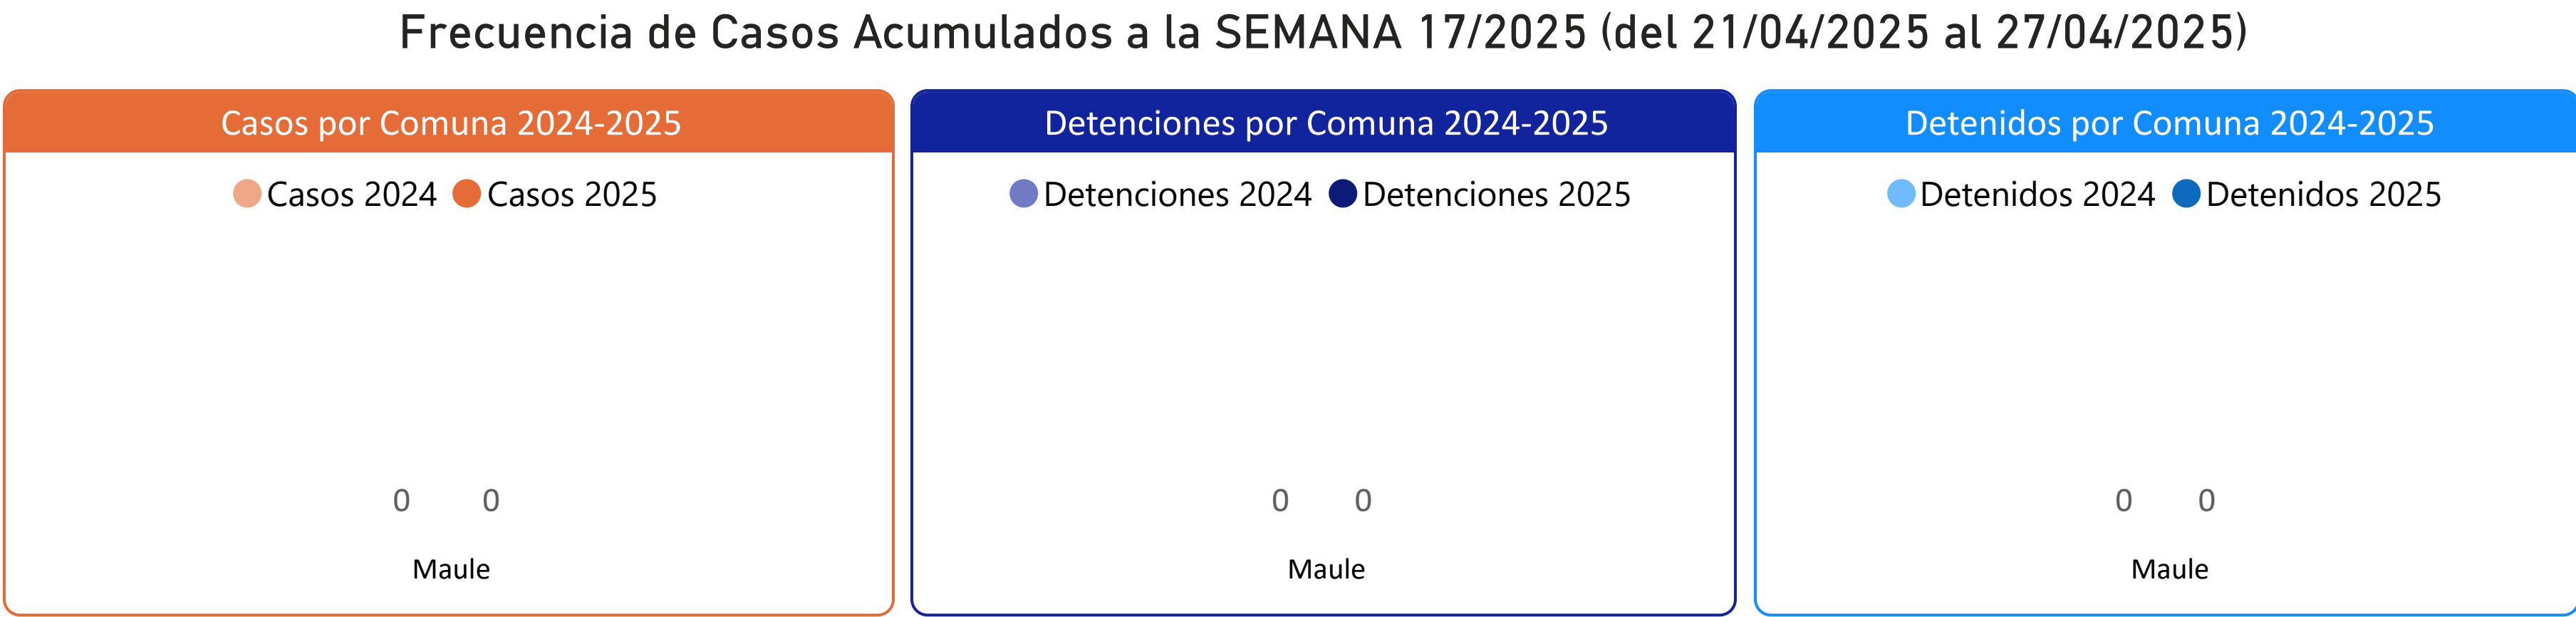 Frecuencia de Casos Acumulados a la SEMANA 17/2025 (del 21/04/2025 al 27/04/2025)
Casos por Comuna 2024-2025
Casos 2024 Casos 2025
0 0
Maule
Detenciones por Comuna 2024-2025
Detenciones 2024 Detenciones 2025
0 0
Maule
Detenidos por Comuna 2024-2025
Detenidos 2024 Detenidos 2025
0 0
Maule